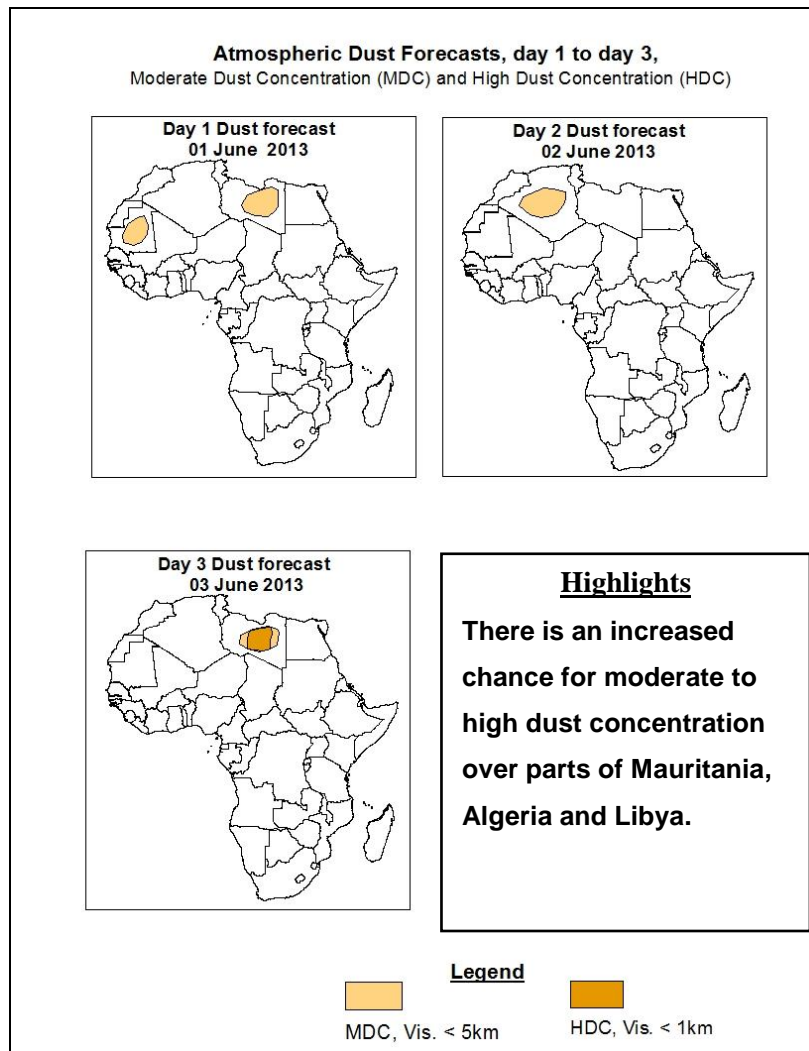 Atmospheric Dust Forecasts, day 1 to day 3,
Moderate Dust Concentration (MDC) and High Dust Concentration (HDC)
Day 1 Dust forecast
01 June 2013
Day 2 Dust forecast
02 June 2013
Day 3 Dust forecast
03 June 2013
Highlights
There is an increased
chance for moderate to
high dust concentration
over parts of Mauritania,
Algeria and Libya.
Legend
MDC, Vis. < 5km
HDC, Vis. < 1km